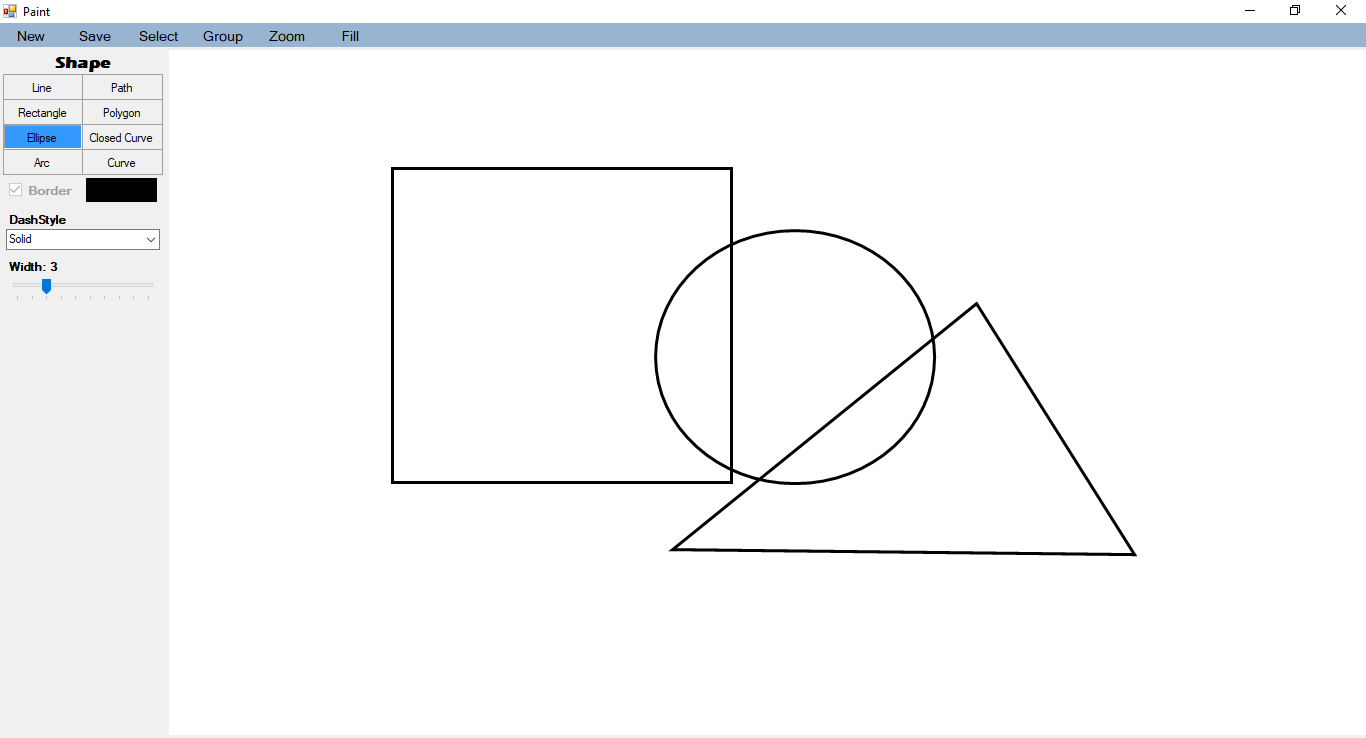 Paint
New Save Select Group Zoom Fill
Shape
Line Path
Rectangle Polygon
Ellipse Closed Curve
Arc Curve
Border
DashStyle
Solid
Width: 3